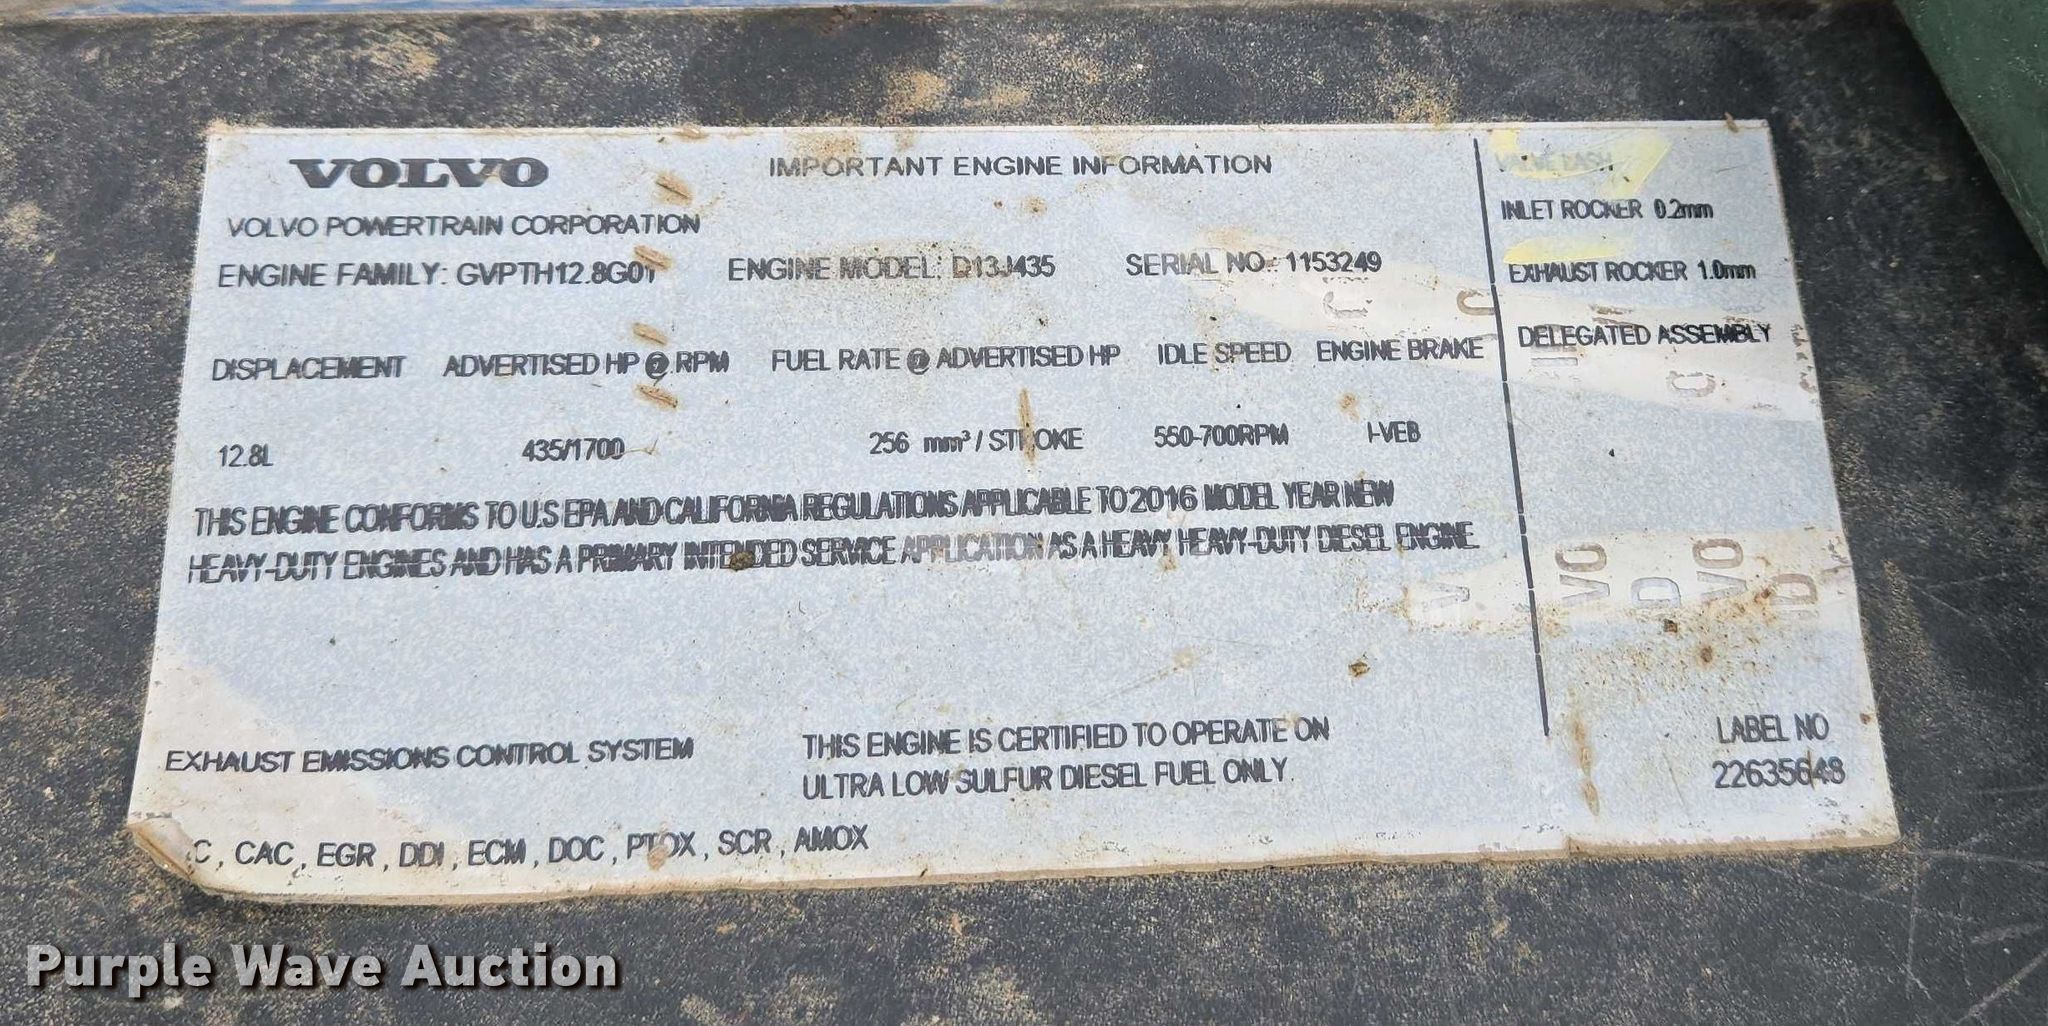 VOLVO
IMPORTANT ENGINE INFORMATION
VALVE LASH
VOLVO POWERTRAIN CORPORATION
INLET ROCKER 0.2mm
ENGINE FAMILY: GVPTH12.8G01
ENGINE MODEL: D13J435
SERIAL NO.: 1153249
EXHAUST ROCKER 1.0mm
DELEGATED ASSEMBLY
DISPLACEMENT
ADVERTISED HP @ RPM
FUEL RATE @ ADVERTISED HP
IDLE SPEED
ENGINE BRAKE
12.8L
435/1700
256 mm³ / STROKE
550-700RPM
I-VEB
THIS ENGINE CONFORMS TO U.S EPA AND CALIFORNIA REGULATIONS APPLICABLE TO 2016 MODEL YEAR NEW
HEAVY-DUTY ENGINES AND HAS A PRIMARY INTENDED SERVICE APPLICATION AS A HEAVY HEAVY-DUTY DIESEL ENGINE
EXHAUST EMISSIONS CONTROL SYSTEM
THIS ENGINE IS CERTIFIED TO OPERATE ON
ULTRA LOW SULFUR DIESEL FUEL ONLY.
LABEL NO
22635648
C, CAC, EGR, DDI, ECM, DOC, PTOX, SCR, AMOX
Purple Wave Auction